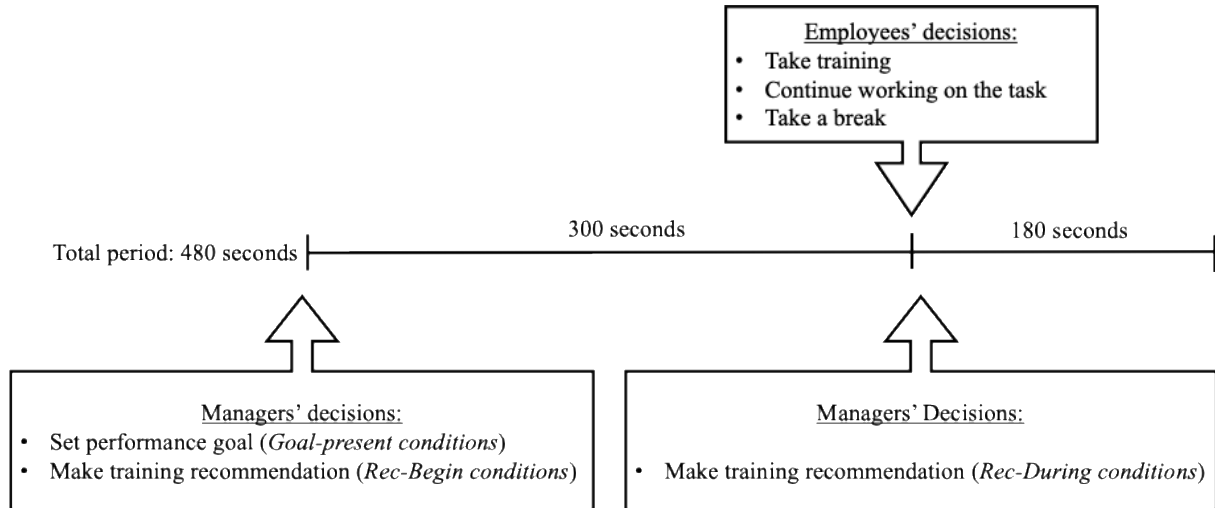 Employees' decisions:
• Take training
• Continue working on the task
• Take a break
300 seconds
180 seconds
Total period: 480 seconds
Managers' decisions:
• Set performance goal (Goal-present conditions)
• Make training recommendation (Rec-Begin conditions)
Managers' Decisions:
• Make training recommendation (Rec-During conditions)